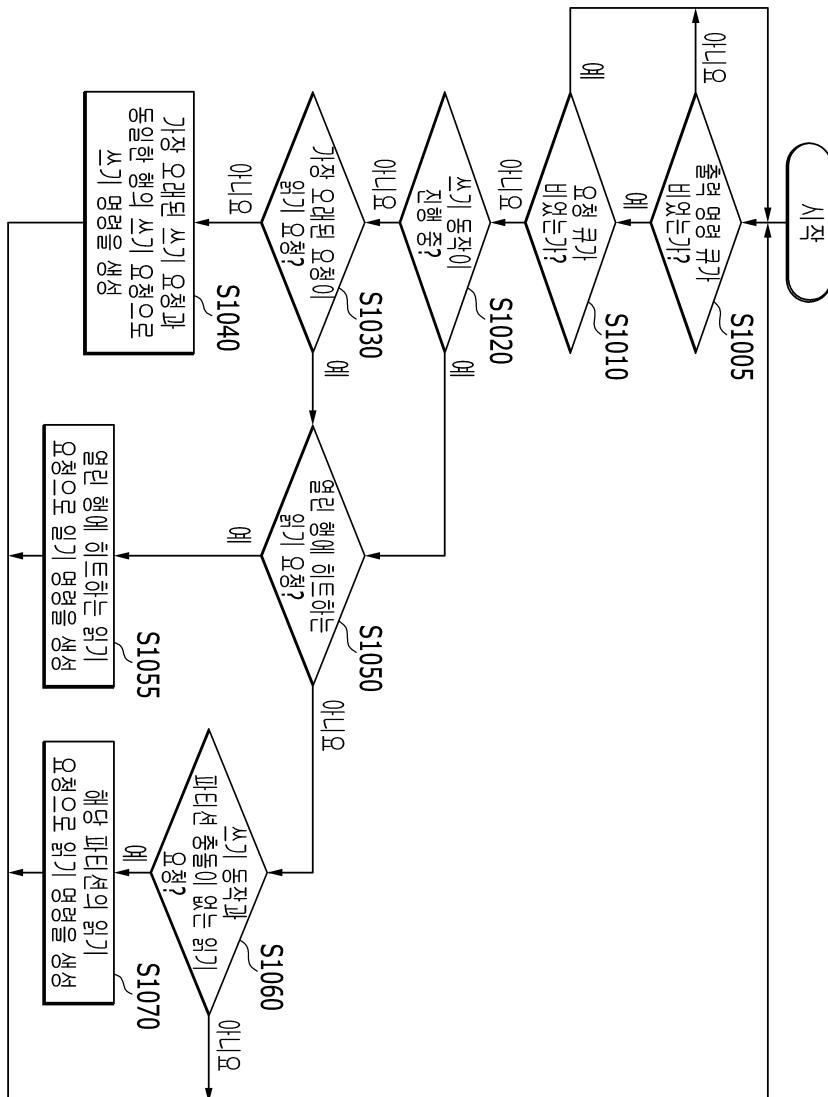 시작
출력 명령 큐가
비었는가?
S1005
아니요
예
요청 큐가
비었는가?
S1010
예
아니요
쓰기 동작이
진행 중?
S1020
예
아니요
가장 오래된 요청이
읽기 요청?
S1030
예
아니요
가장 오래된 쓰기 요청과
동일한 행의 쓰기 요청으로
쓰기 명령을 생성
S1040
열린 행에 히트하는
읽기 요청?
S1050
아니요
예
열린 행에 히트하는 읽기
요청으로 읽기 명령을 생성
S1055
쓰기 동작과
파티션 충돌이 없는 읽기
요청?
S1060
아니요
예
해당 파티션의 읽기
요청으로 읽기 명령을 생성
S1070